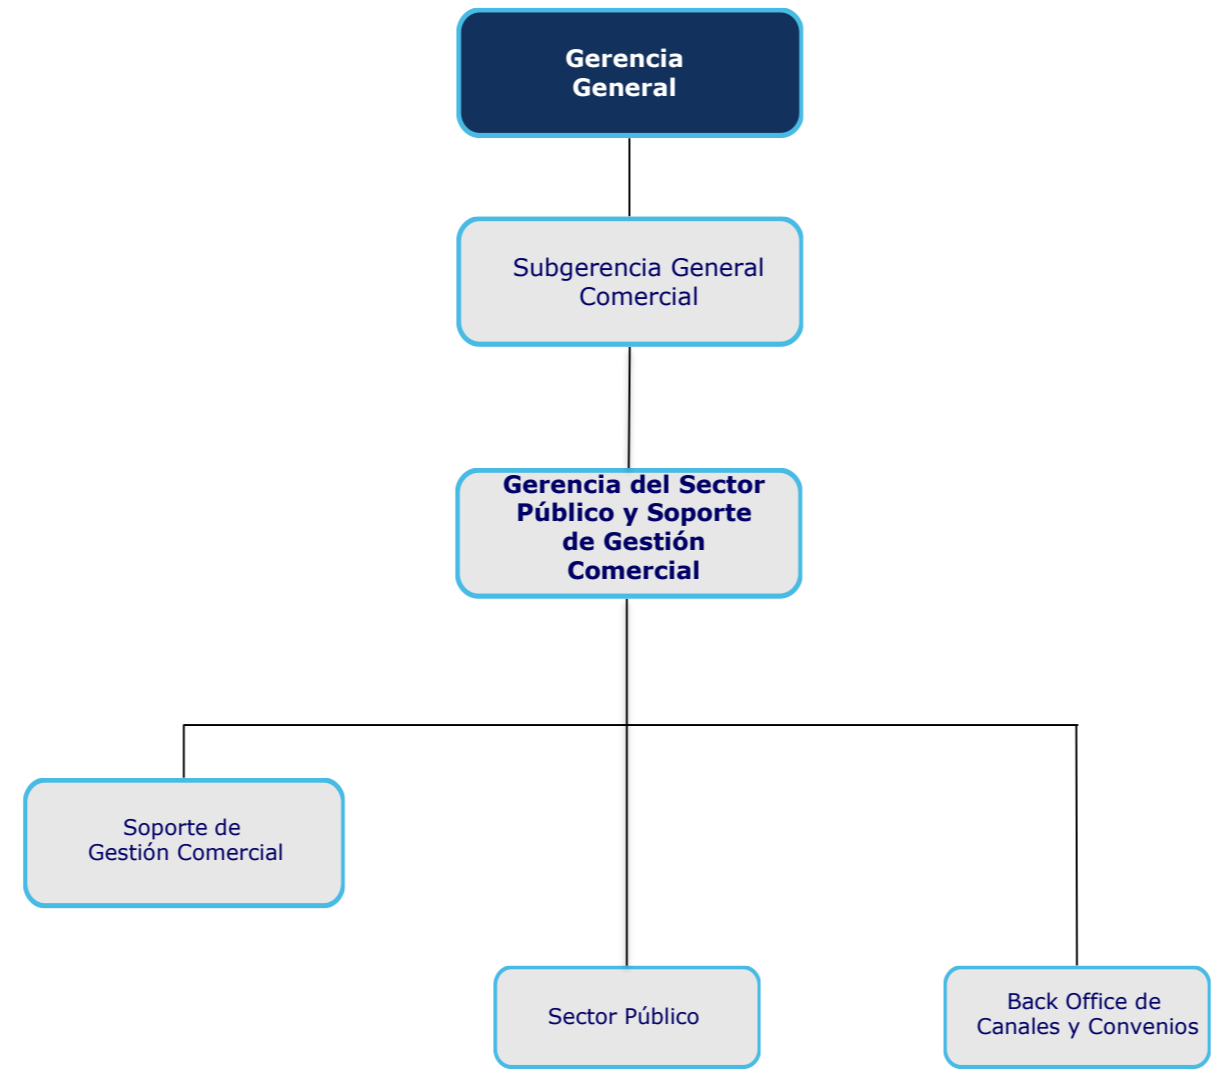 Gerencia
General
Subgerencia General
Comercial
Gerencia del Sector
Público y Soporte
de Gestión
Comercial
Soporte de
Gestión Comercial
Sector Público
Back Office de
Canales y Convenios